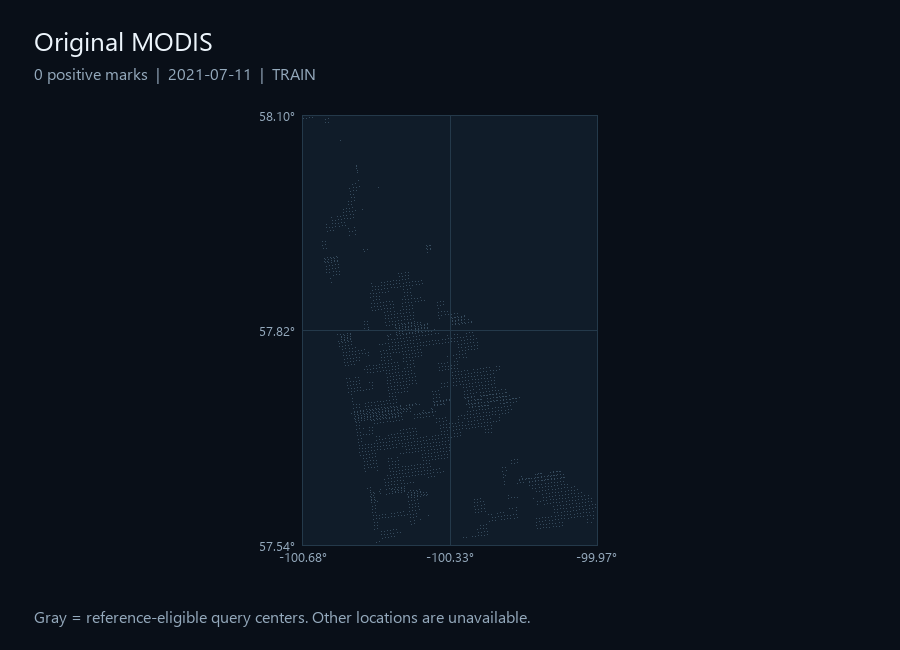 Original MODIS
0 positive marks | 2021-07-11 | TRAIN
58.10°
57.82°
57.54°
-100.68° -100.33° -99.97°
Gray = reference-eligible query centers. Other locations are unavailable.